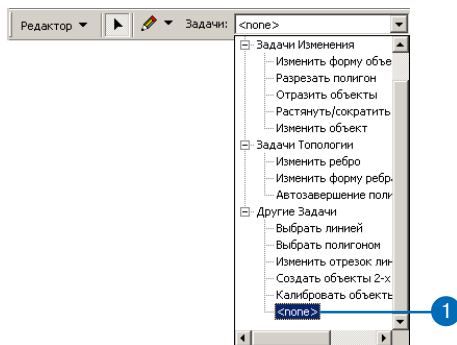 Редактор Задачи: <none>
Задачи Изменения
Изменить форму объе
Разрезать полигон
Отразить объекты
Растянуть/сократить
Изменить объект
Задачи Топологии
Изменить ребро
Изменить форму ребр
Автозавершение поли
Другие Задачи
Выбрать линией
Выбрать полигоном
Изменить отрезок лин
Создать объекты 2-х
Калибровать объекты
<none>
1